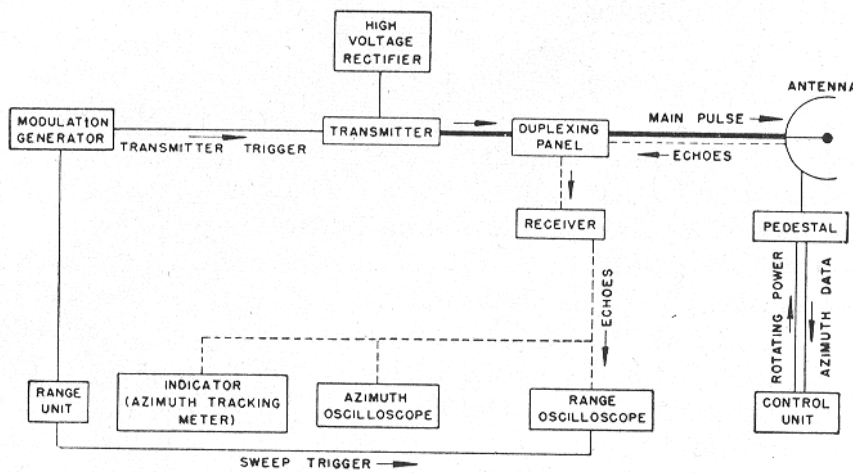 HIGH
VOLTAGE
RECTIFIER
ANTENNA
MODULATION
GENERATOR
TRANSMITTER TRIGGER
TRANSMITTER
DUPLEXING
PANEL
MAIN PULSE
ECHOES
RECEIVER
PEDESTAL
ECHOES
ROTATING POWER
AZIMUTH DATA
RANGE
UNIT
INDICATOR
(AZIMUTH TRACKING
METER)
AZIMUTH
OSCILLOSCOPE
RANGE
OSCILLOSCOPE
CONTROL
UNIT
SWEEP TRIGGER